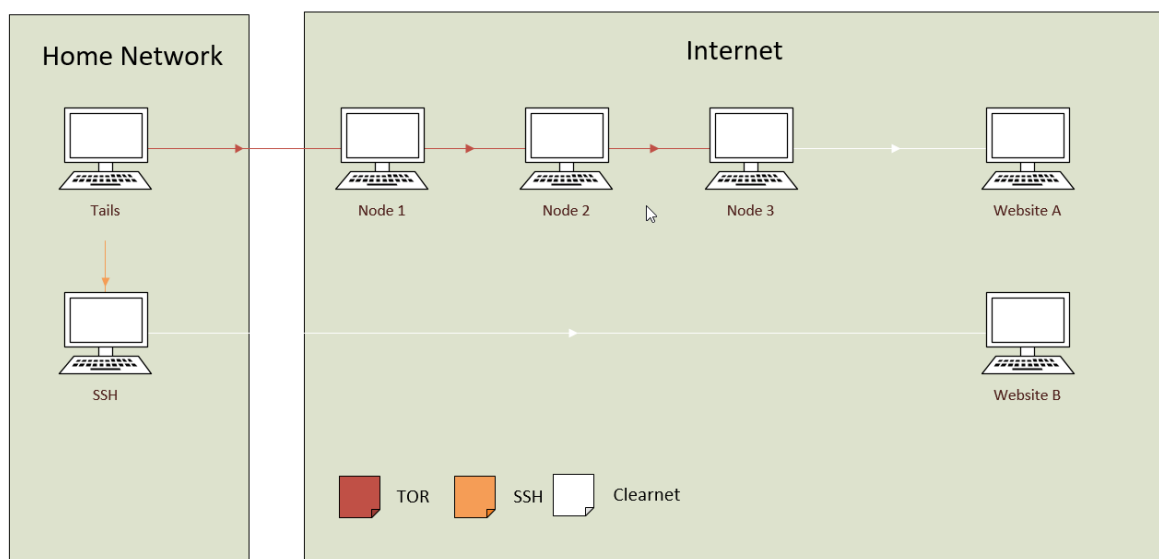 Home Network
Internet
Tails
Node 1
Node 2
Node 3
Website A
SSH
Website B
TOR
SSH
Clearnet